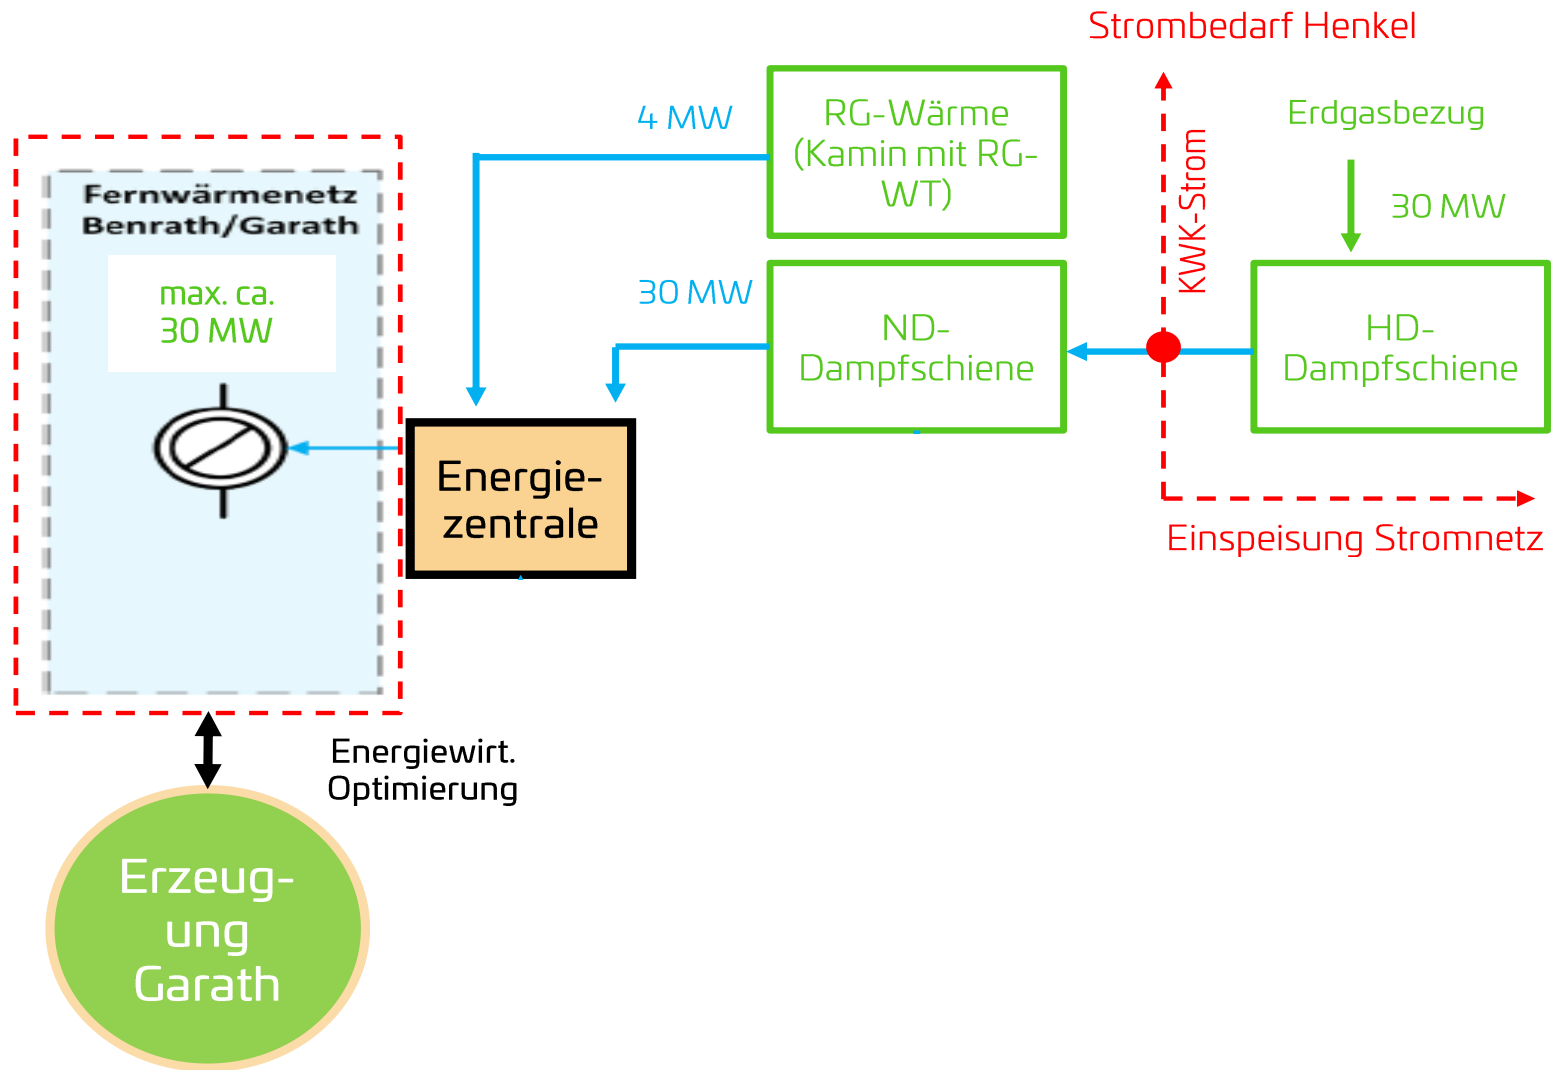 Strombedarf Henkel
4 MW
RG-Wärme
(Kamin mit RG-
WT)
KWK-Strom
Erdgasbezug
30 MW
Fernwärmenetz
Benrath/Garath
max. ca.
30 MW
30 MW
ND-
Dampfschiene
HD-
Dampfschiene
Energie-
zentrale
Einspeisung Stromnetz
Energiewirt.
Optimierung
Erzeug-
ung
Garath